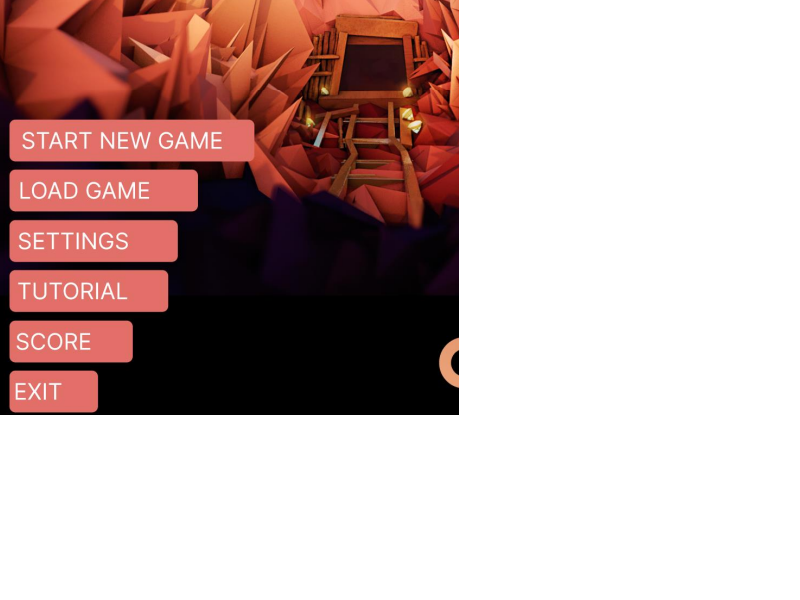 START NEW GAME
LOAD GAME
SETTINGS
TUTORIAL
SCORE
EXIT